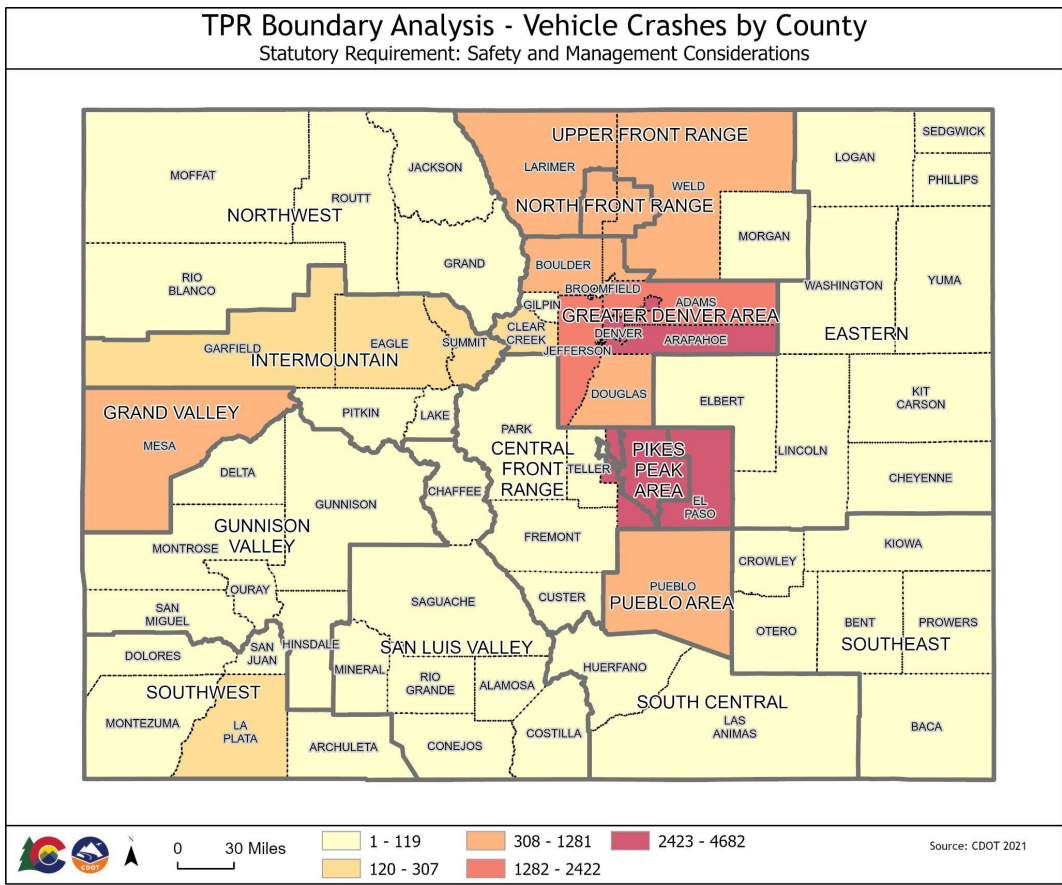 TPR Boundary Analysis - Vehicle Crashes by County
Statutory Requirement: Safety and Management Considerations
UPPER FRONT RANGE
SEDGWICK
LOGAN
LARIMER
JACKSON
MOFFAT
PHILLIPS
WELD
ROUTT
NORTH FRONT RANGE
NORTHWEST
MORGAN
GRAND
BOULDER
RIO
BLANCO
YUMA
WASHINGTON
BROOMFIELD
GILPIN
ADAMS
GREATER DENVER AREA
CLEAR
CREEK
DENVER
EASTERN
ARAPAHOE
EAGLE
SUMMIT
GARFIELD
JEFFERSON
INTERMOUNTAIN
DOUGLAS
ELBERT
KIT
CARSON
GRAND VALLEY
PITKIN
LAKE
PARK
MESA
CENTRAL
FRONT
RANGE
PIKES
PEAK
AREA
LINCOLN
TELLER
DELTA
CHEYENNE
CHAFFEE
EL
PASO
GUNNISON
GUNNISON
VALLEY
FREMONT
KIOWA
MONTROSE
CROWLEY
PUEBLO
OURAY
PUEBLO AREA
CUSTER
SAGUACHE
SAN
MIGUEL
BENT
PROWERS
OTERO
SOUTHEAST
HINSDALE
SAN LUIS VALLEY
SAN
JUAN
DOLORES
HUERFANO
MINERAL
RIO
GRANDE
ALAMOSA
SOUTHWEST
SOUTH CENTRAL
MONTEZUMA
LA
PLATA
LAS
ANIMAS
BACA
COSTILLA
ARCHULETA
CONEJOS
CDOT
N
0 30 Miles
1 - 119
120 - 307
308 - 1281
1282 - 2422
2423 - 4682
Source: CDOT 2021